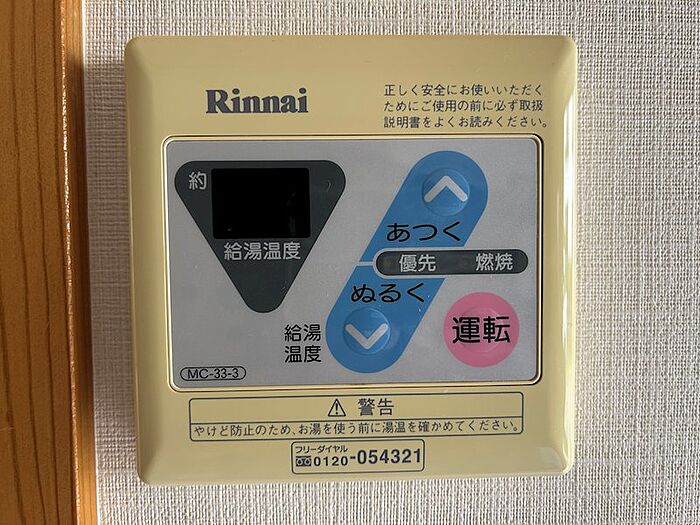 Rinnai
正しく安全にお使いいただく
ためにご使用の前に必ず取扱
説明書をよくお読みください。
約
給湯温度
あつく
優先 燃焼
ぬるく
給湯
温度
運転
MC-33-3
⚠ 警告
やけど防止のため、お湯を使う前に湯温を確かめてください。
フリーダイヤル
0120-054321